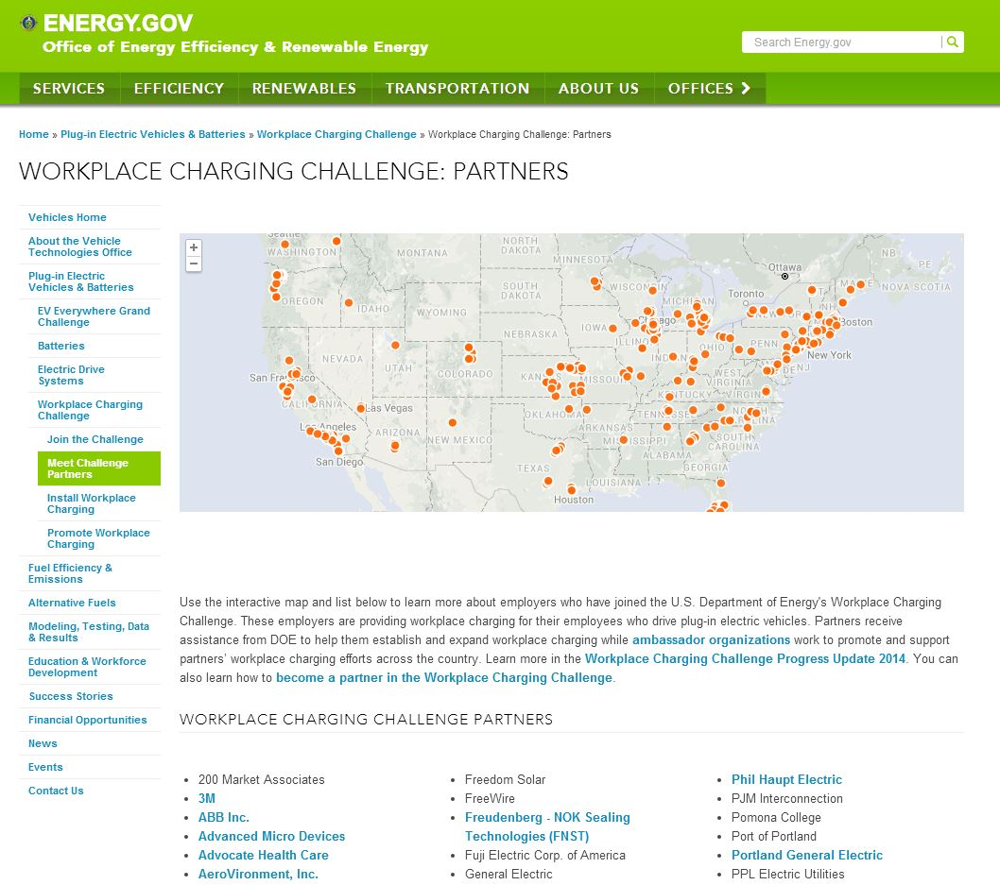 ENERGY.GOV
Office of Energy Efficiency & Renewable Energy
Search Energy.gov
SERVICES
EFFICIENCY
RENEWABLES
TRANSPORTATION
ABOUT US
OFFICES
Home » Plug-in Electric Vehicles & Batteries » Workplace Charging Challenge » Workplace Charging Challenge: Partners
WORKPLACE CHARGING CHALLENGE: PARTNERS
Vehicles Home
About the Vehicle
Technologies Office
Plug-in Electric
Vehicles & Batteries
EV Everywhere Grand
Challenge
Batteries
Electric Drive
Systems
Workplace Charging
Challenge
Join the Challenge
Meet Challenge
Partners
Install Workplace
Charging
Promote Workplace
Charging
Fuel Efficiency &
Emissions
Alternative Fuels
Modeling, Testing, Data
& Results
Education & Workforce
Development
Success Stories
Financial Opportunities
News
Events
Contact Us
+
−
Seattle
WASHINGTON
MONTANA
NORTH
DAKOTA
MINNESOTA
OREGON
IDAHO
WYOMING
SOUTH
DAKOTA
WISCONSIN
MICHIGAN
Ottawa
Toronto
NB
PE
NOVA SCOTIA
MAINE
Boston
New York
NEBRASKA
IOWA
Chicago
ILLINOIS
OHIO
PENN
NEVADA
UTAH
COLORADO
MISSOURI
WEST
VIRGINIA
KENTUCKY
VIRGINIA
DE
NJ
San Francisco
CALIFORNIA
Las Vegas
Los Angeles
San Diego
ARIZONA
NEW MEXICO
OKLAHOMA
ARKANSAS
TENNESSEE
MISSISSIPPI
ALABAMA
SOUTH
CAROLINA
GEORGIA
TEXAS
LOUISIANA
Houston
Use the interactive map and list below to learn more about employers who have joined the U.S. Department of Energy's Workplace Charging
Challenge. These employers are providing workplace charging for their employees who drive plug-in electric vehicles. Partners receive
assistance from DOE to help them establish and expand workplace charging while ambassador organizations work to promote and support
partners' workplace charging efforts across the country. Learn more in the Workplace Charging Challenge Progress Update 2014. You can
also learn how to become a partner in the Workplace Charging Challenge.
WORKPLACE CHARGING CHALLENGE PARTNERS
• 200 Market Associates
• 3M
• ABB Inc.
• Advanced Micro Devices
• Advocate Health Care
• AeroVironment, Inc.
• Freedom Solar
• FreeWire
• Freudenberg - NOK Sealing
Technologies (FNST)
• Fuji Electric Corp. of America
• General Electric
• Phil Haupt Electric
• PJM Interconnection
• Pomona College
• Port of Portland
• Portland General Electric
• PPL Electric Utilities